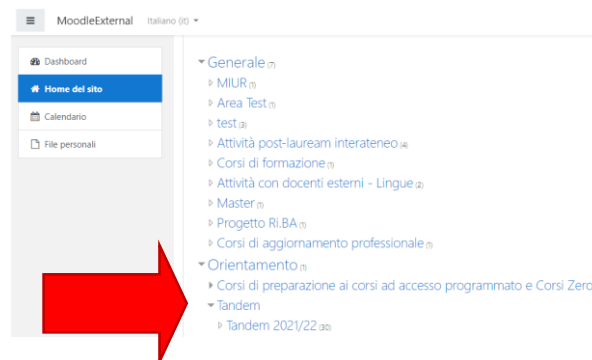 MoodleExternal Italiano (it)
Dashboard
Home del sito
Calendario
File personali
Generale (7)
MIUR (1)
Area Test (1)
test (3)
Attività post-lauream interateneo (4)
Corsi di formazione (1)
Attività con docenti esterni - Lingue (2)
Master (1)
Progetto Ri.BA (1)
Corsi di aggiornamento professionale (1)
Orientamento (1)
Corsi di preparazione ai corsi ad accesso programmato e Corsi Zero
Tandem
Tandem 2021/22 (30)